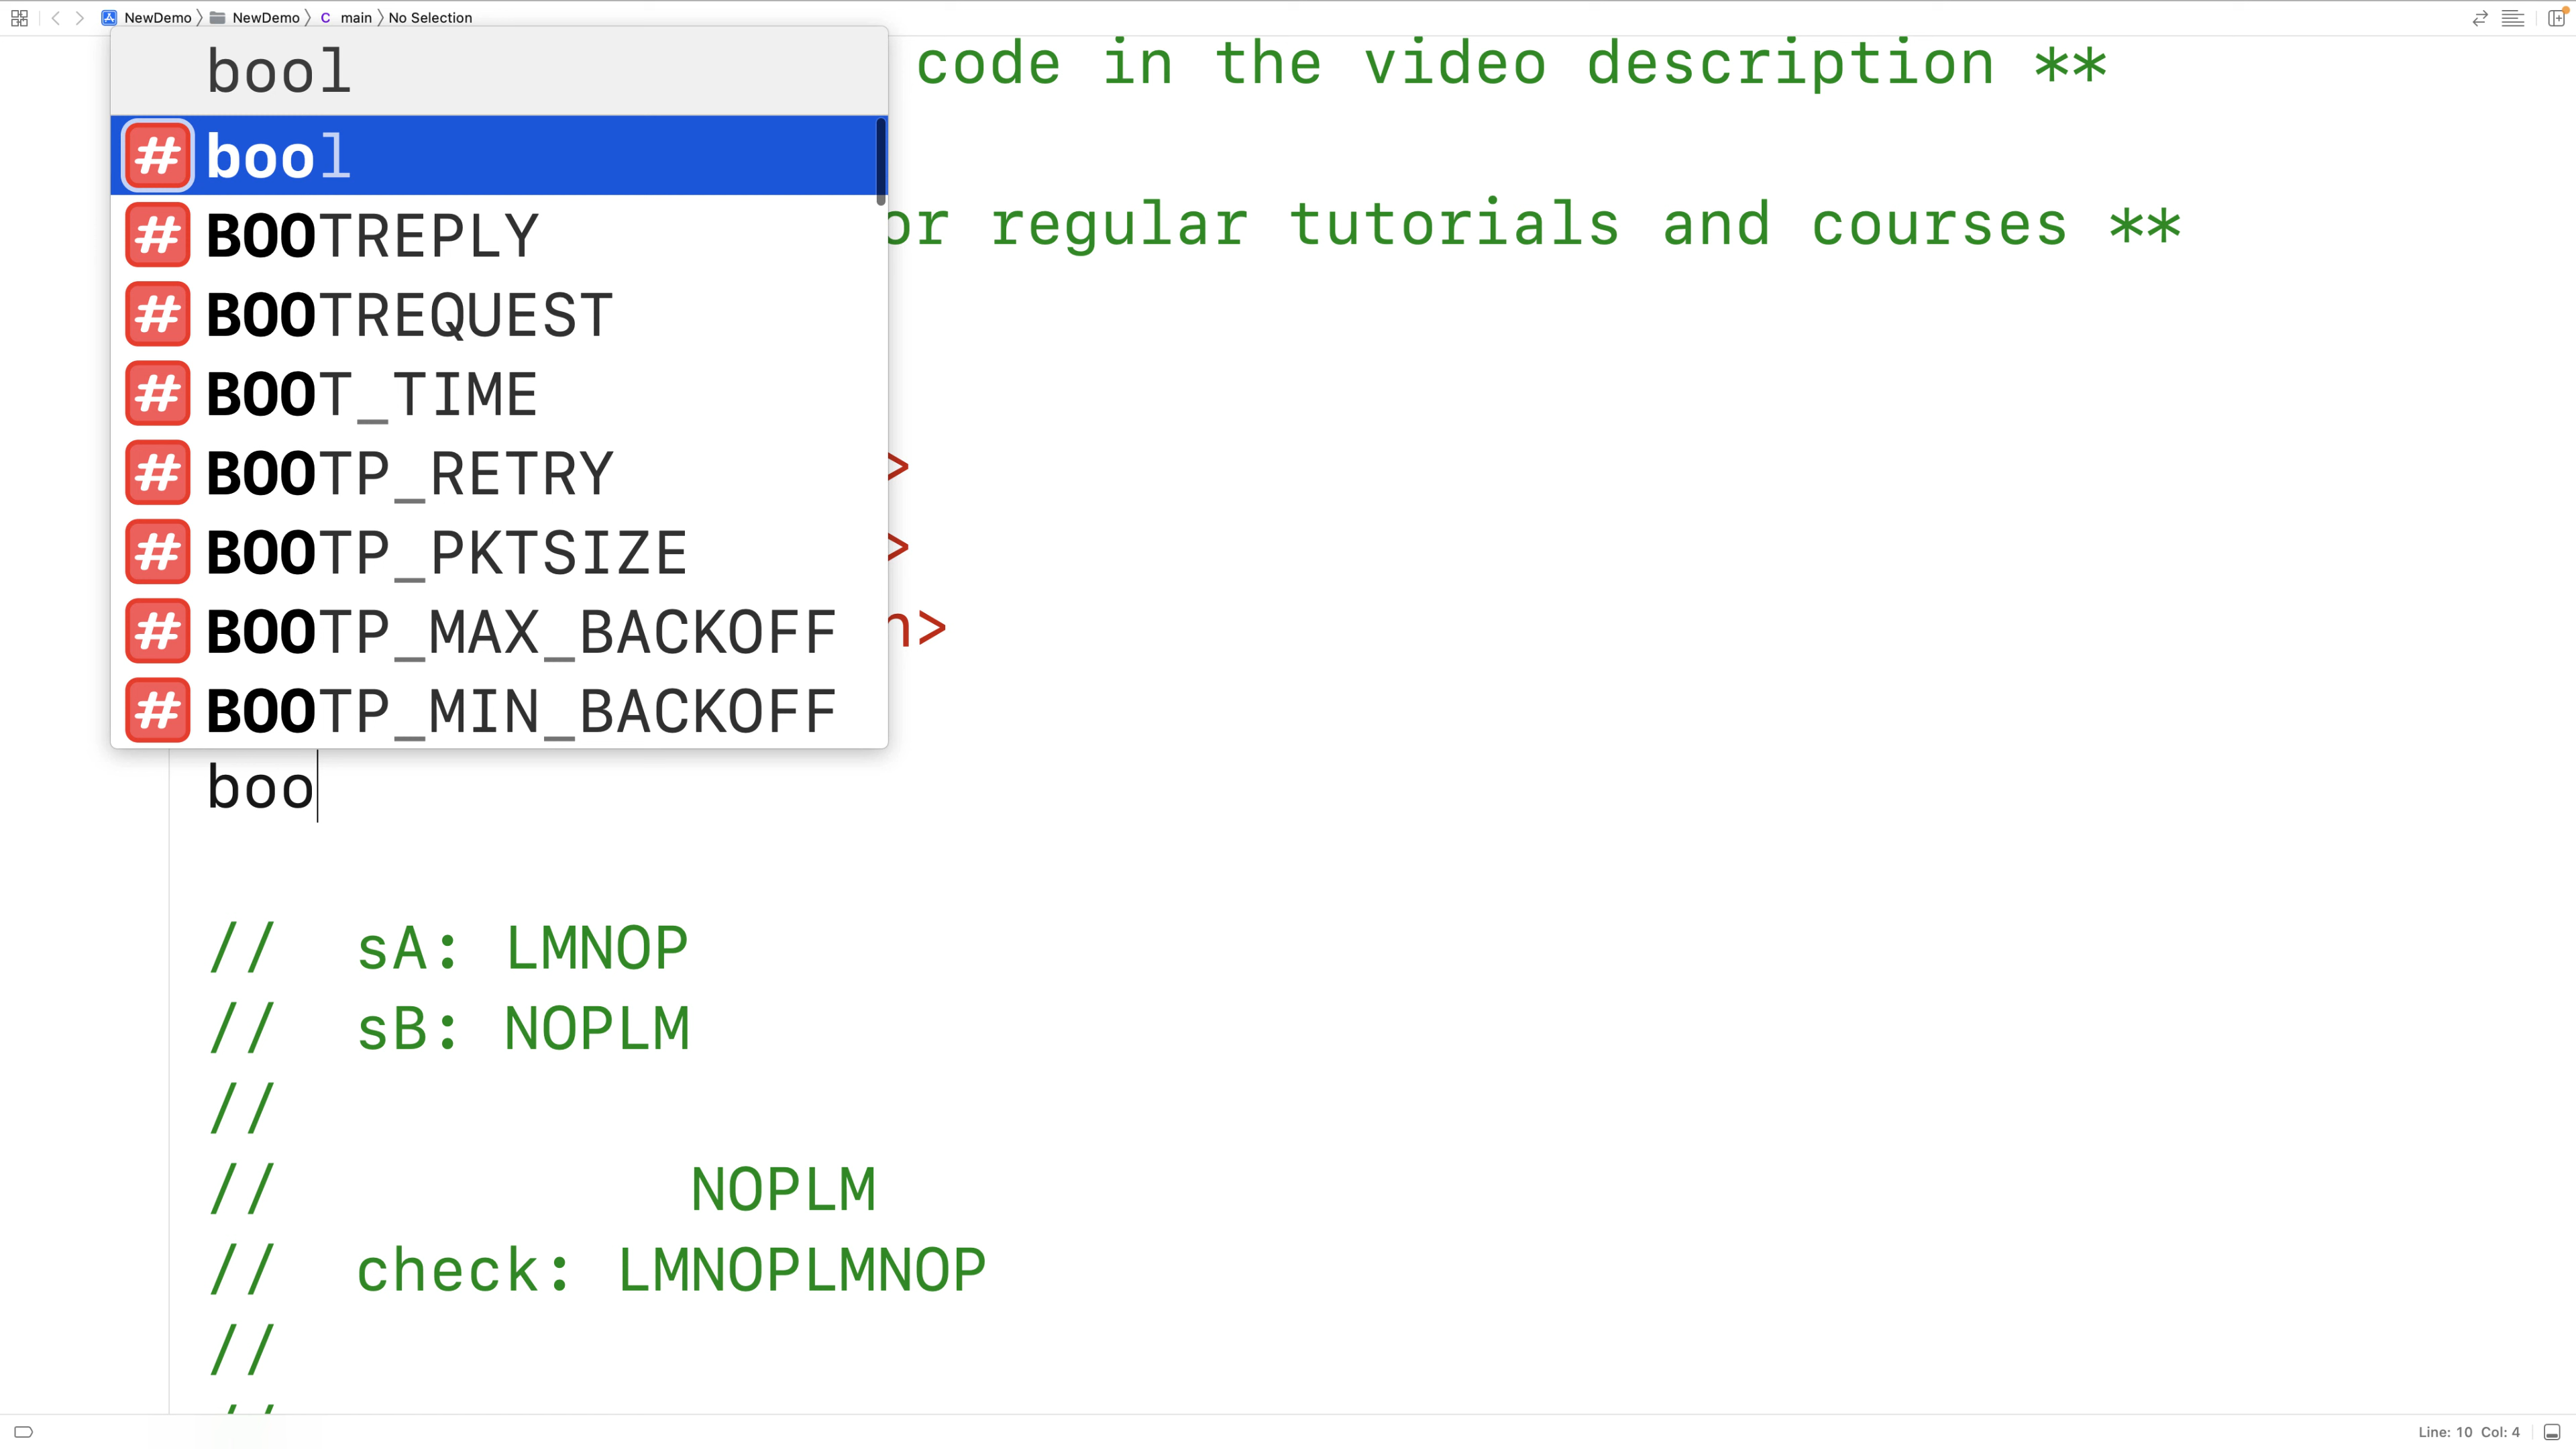 NewDemo 〉 NewDemo 〉 C main 〉 No Selection
bool
code in the video description **
# bool
# BOOTREPLY
or regular tutorials and courses **
# BOOTREQUEST
# BOOT_TIME
# BOOTP_RETRY
>
# BOOTP_PKTSIZE
>
# BOOTP_MAX_BACKOFF
h>
# BOOTP_MIN_BACKOFF
boo
// sA: LMNOP
// sB: NOPLM
//
// NOPLM
// check: LMNOPLMNOP
//
//
Line: 10 Col: 4